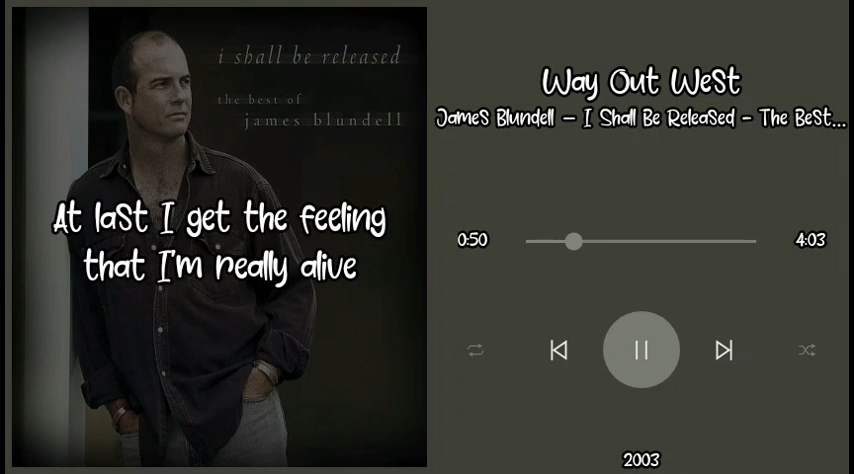 i shall be released
the best of
james blundell
At last I get the feeling
that I'm really alive
Way Out West
James Blundell – I Shall Be Released - The Best...
0:50
4:03
2003